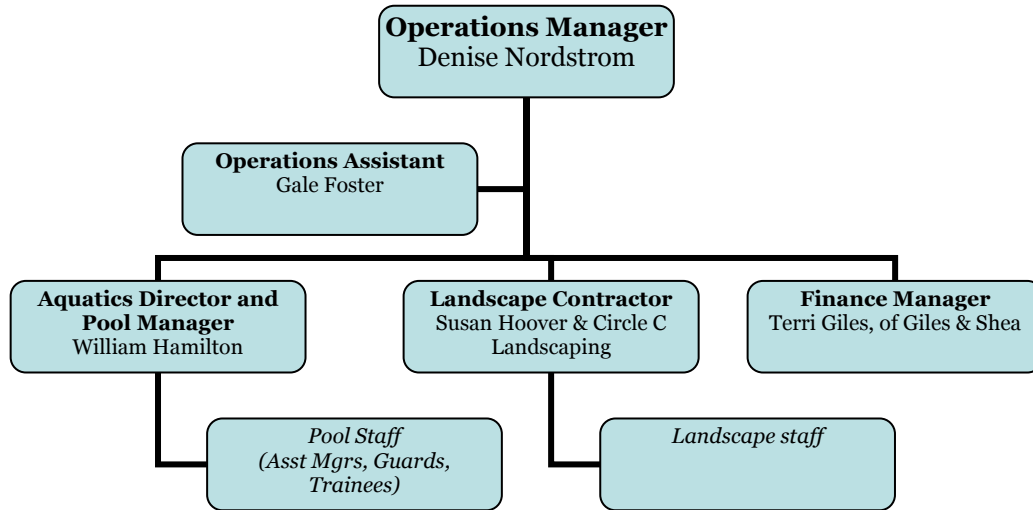 Operations Manager
Denise Nordstrom
Operations Assistant
Gale Foster
Aquatics Director and
Pool Manager
William Hamilton
Landscape Contractor
Susan Hoover & Circle C
Landscaping
Finance Manager
Terri Giles, of Giles & Shea
Pool Staff
(Asst Mgrs, Guards,
Trainees)
Landscape staff